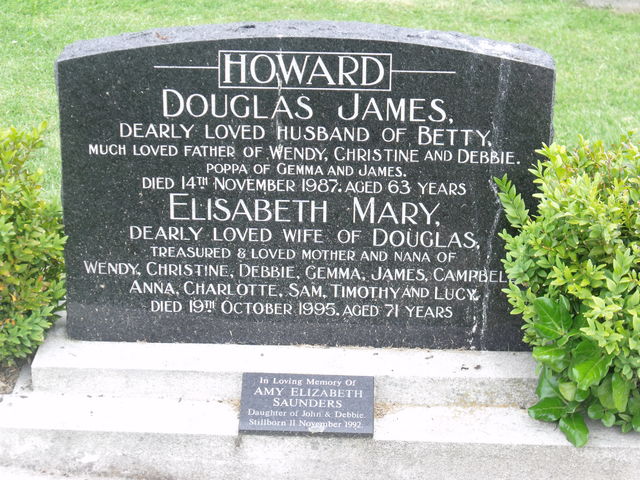 HOWARD
DOUGLAS JAMES,
DEARLY LOVED HUSBAND OF BETTY,
MUCH LOVED FATHER OF WENDY, CHRISTINE AND DEBBIE.
POPPA OF GEMMA AND JAMES.
DIED 14TH NOVEMBER 1987. AGED 63 YEARS
ELISABETH MARY,
DEARLY LOVED WIFE OF DOUGLAS,
TREASURED & LOVED MOTHER AND NANA OF
WENDY, CHRISTINE, DEBBIE, GEMMA, JAMES, CAMPBEL
ANNA, CHARLOTTE, SAM, TIMOTHY AND LUCY.
DIED 19TH OCTOBER 1995. AGED 71 YEARS
In Loving Memory Of
AMY ELIZABETH
SAUNDERS
Daughter of John & Debbie
Stillborn 11 November 1992